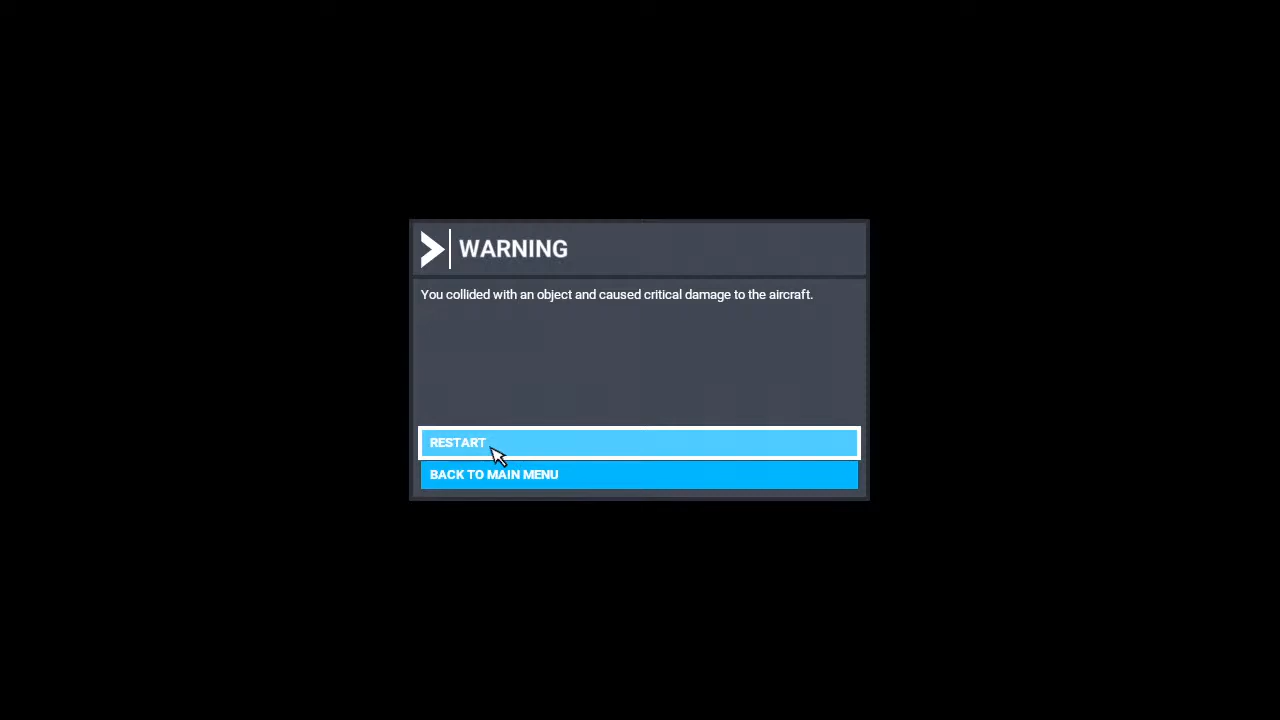 WARNING
You collided with an object and caused critical damage to the aircraft.
RESTART
BACK TO MAIN MENU